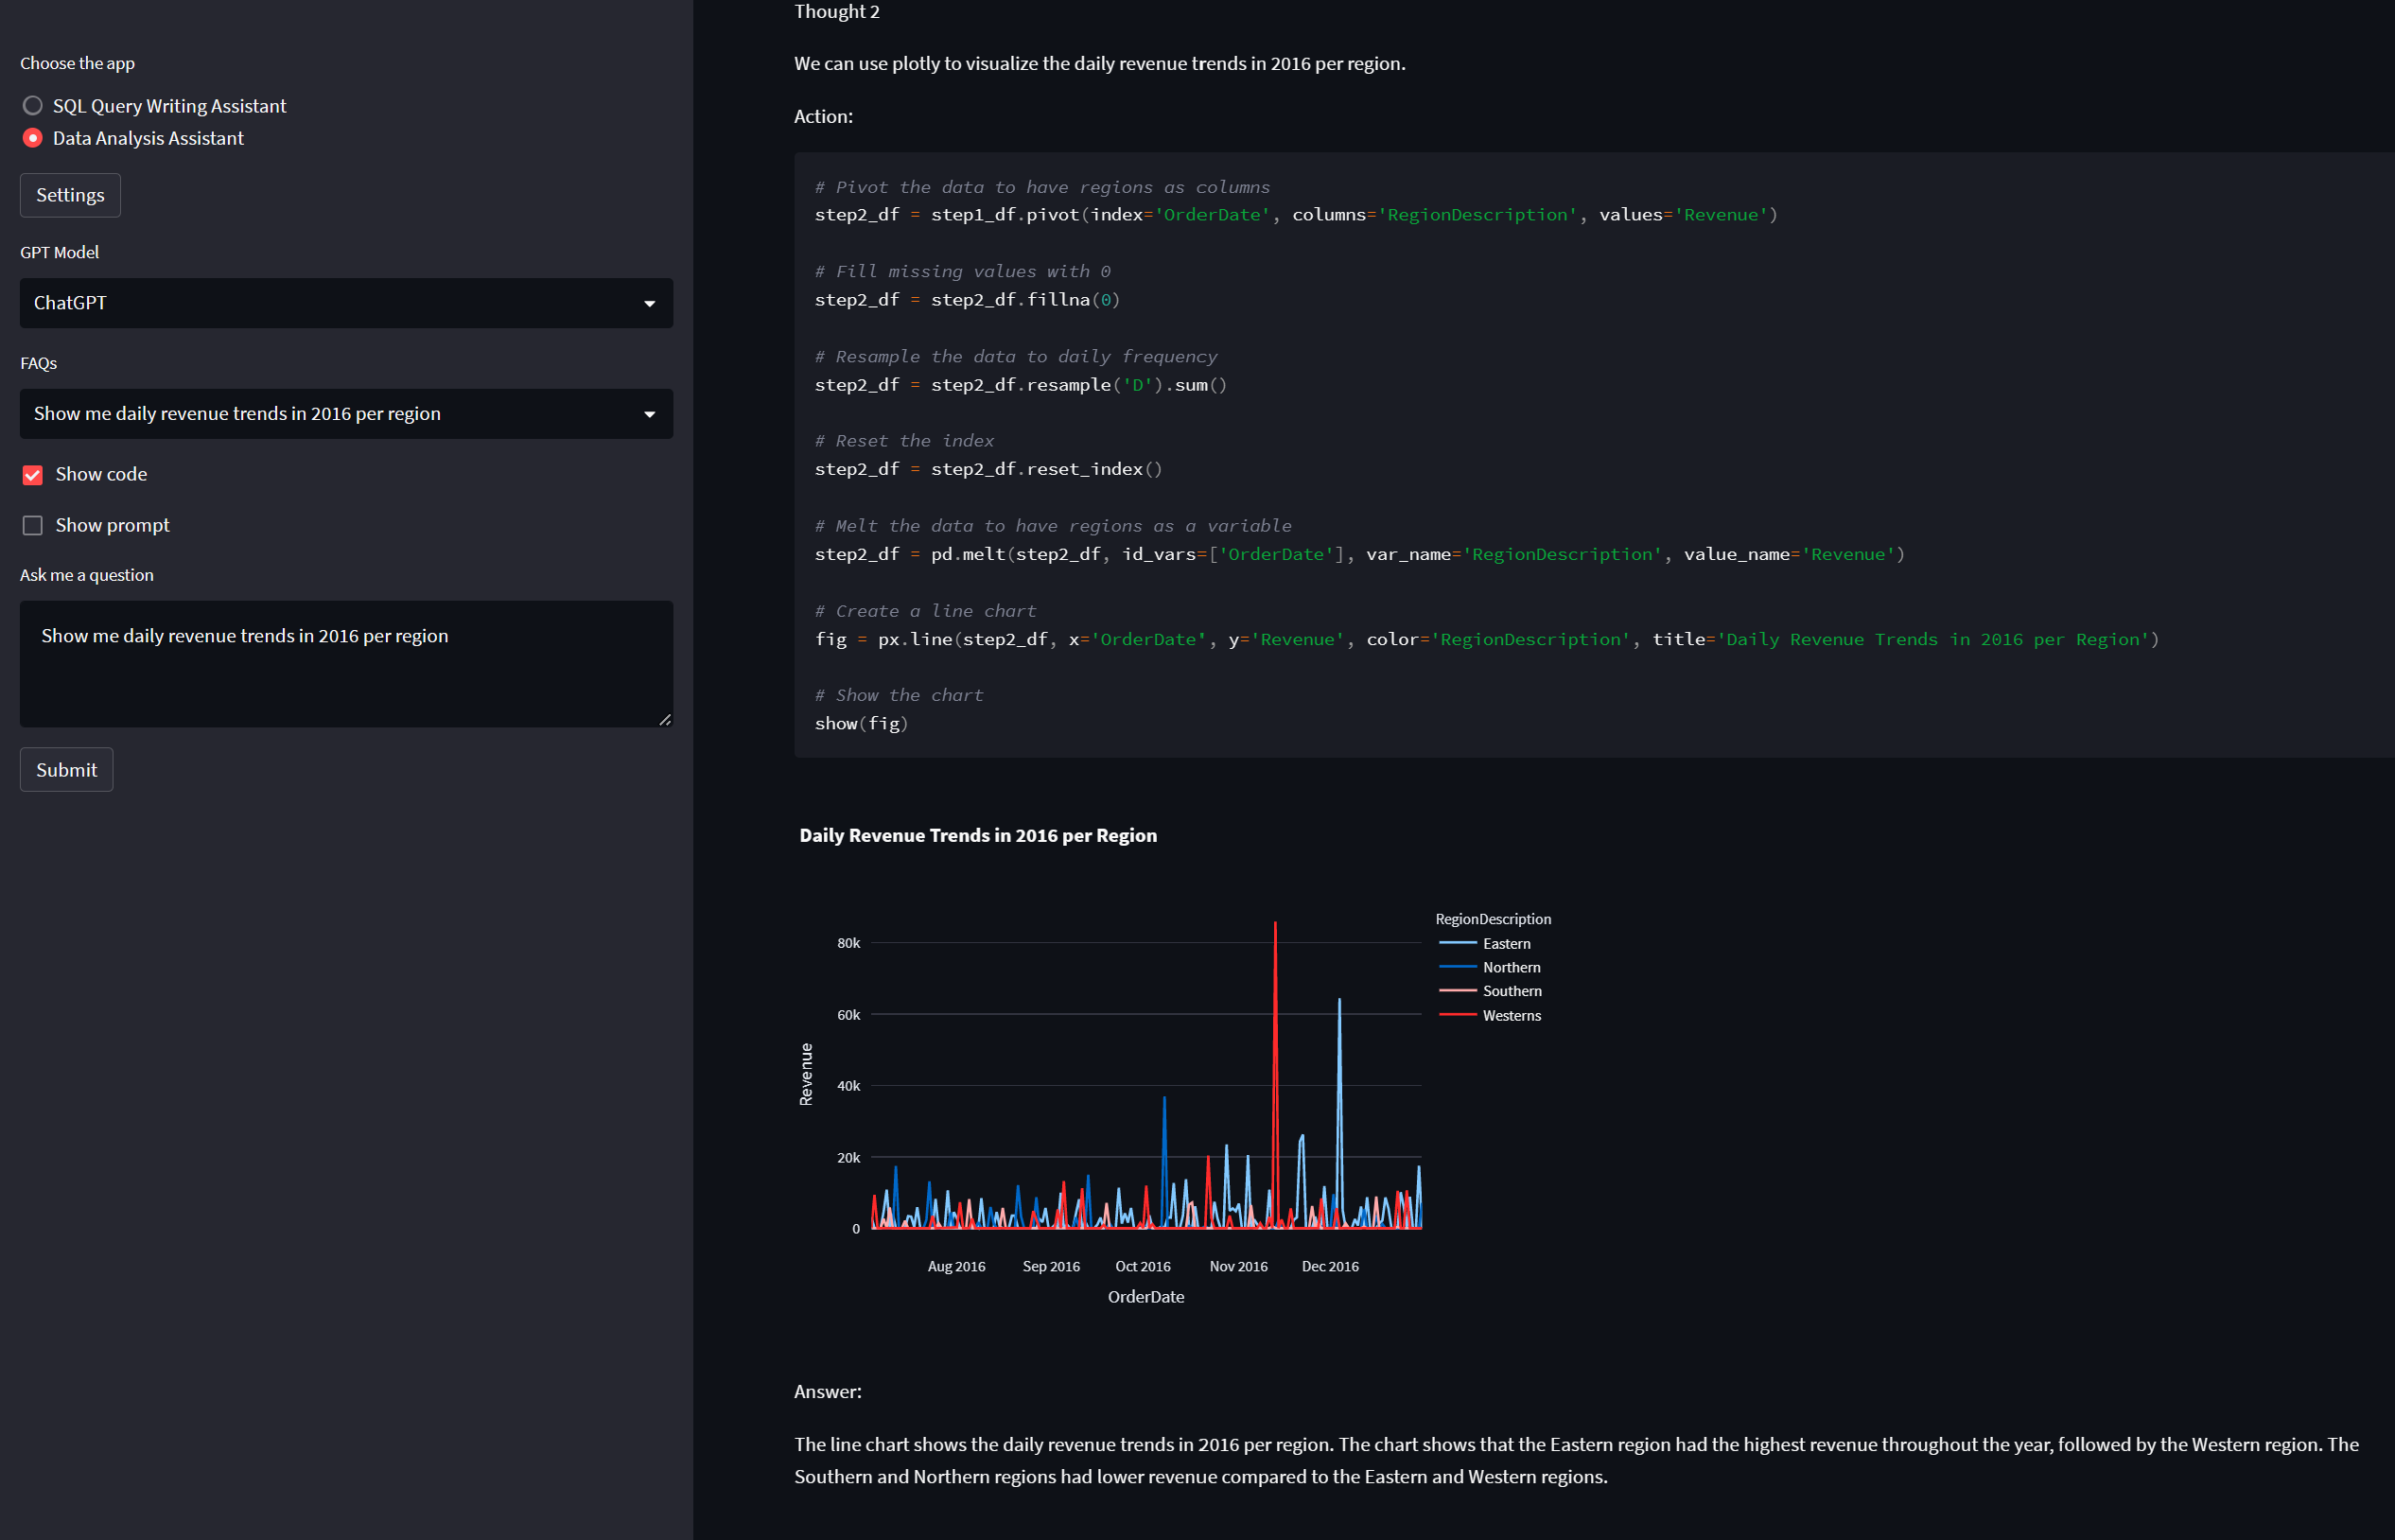 Choose the app
SQL Query Writing Assistant
Data Analysis Assistant
Settings
GPT Model
ChatGPT
FAQs
Show me daily revenue trends in 2016 per region
Show code
Show prompt
Ask me a question
Show me daily revenue trends in 2016 per region
Submit
Thought 2
We can use plotly to visualize the daily revenue trends in 2016 per region.
Action:
# Pivot the data to have regions as columns
step2_df = step1_df.pivot(index='OrderDate', columns='RegionDescription', values='Revenue')
# Fill missing values with 0
step2_df = step2_df.fillna(0)
# Resample the data to daily frequency
step2_df = step2_df.resample('D').sum()
# Reset the index
step2_df = step2_df.reset_index()
# Melt the data to have regions as a variable
step2_df = pd.melt(step2_df, id_vars=['OrderDate'], var_name='RegionDescription', value_name='Revenue')
# Create a line chart
fig = px.line(step2_df, x='OrderDate', y='Revenue', color='RegionDescription', title='Daily Revenue Trends in 2016 per Region')
# Show the chart
show(fig)
Daily Revenue Trends in 2016 per Region
RegionDescription
Eastern
Northern
Southern
Westerns
Revenue
80k
60k
40k
20k
0
Aug 2016 Sep 2016 Oct 2016 Nov 2016 Dec 2016
OrderDate
Answer:
The line chart shows the daily revenue trends in 2016 per region. The chart shows that the Eastern region had the highest revenue throughout the year, followed by the Western region. The
Southern and Northern regions had lower revenue compared to the Eastern and Western regions.